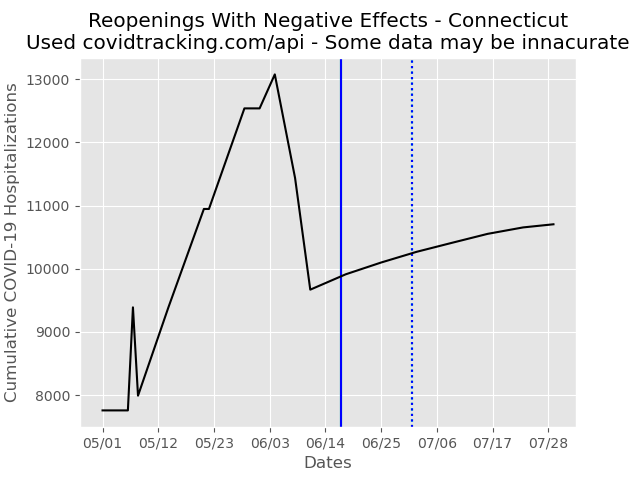 Reopenings With Negative Effects - Connecticut
Used covidtracking.com/api - Some data may be innacurate
Cumulative COVID-19 Hospitalizations
13000
12000
11000
10000
9000
8000
05/01 05/12 05/23 06/03 06/14 06/25 07/06 07/17 07/28
Dates